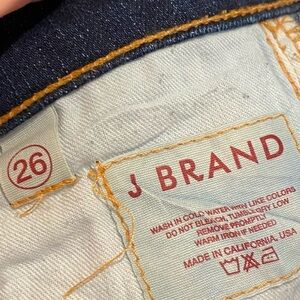 26
J BRAND
WASH IN COLD WATER WITH LIKE COLORS
DO NOT BLEACH, TUMBLE DRY LOW
REMOVE PROMPTLY
WARM IRON IF NEEDED
MADE IN CALIFORNIA, USA